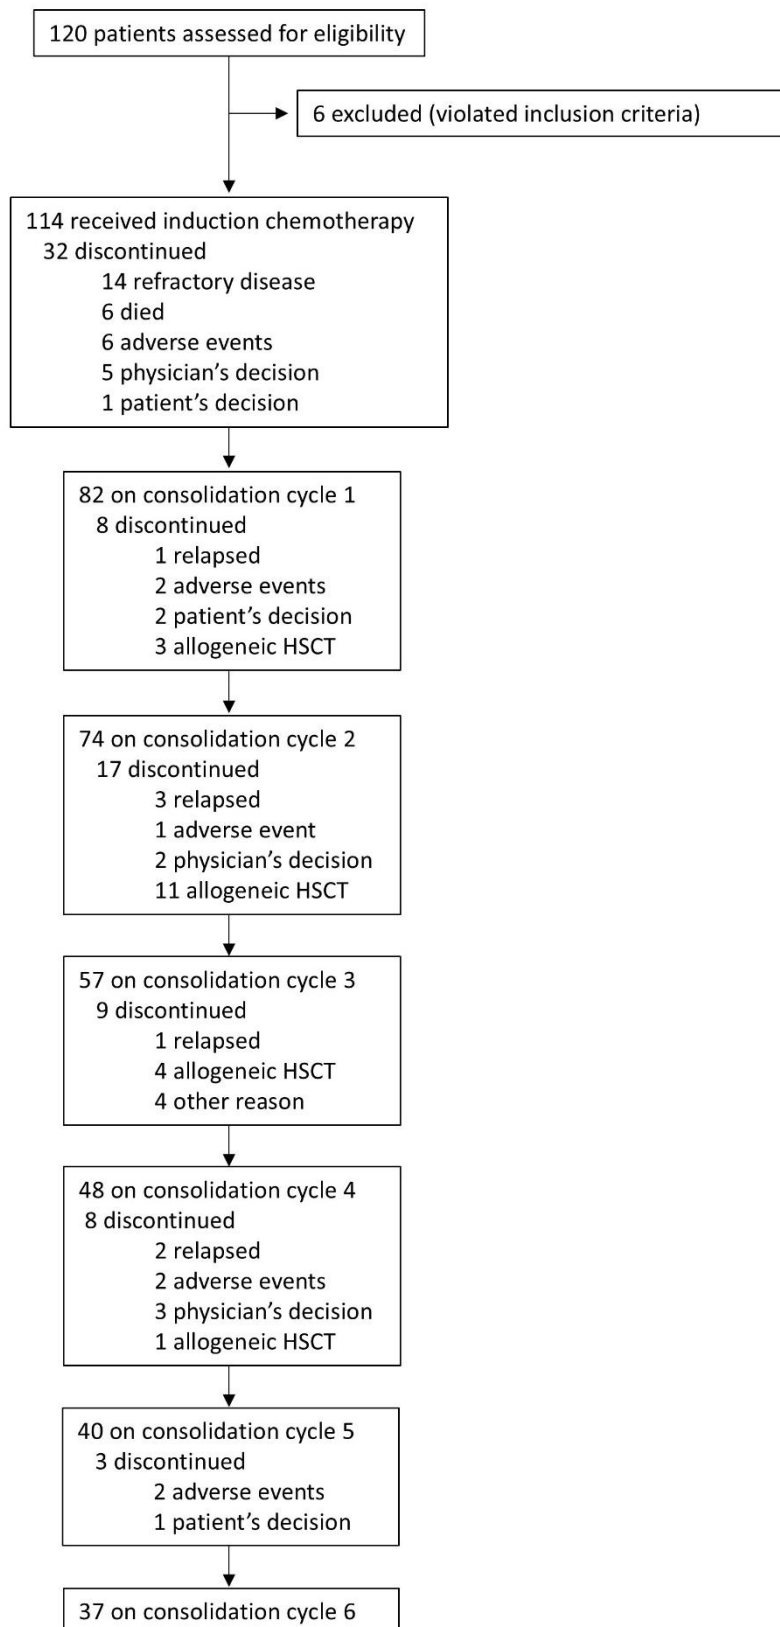 120 patients assessed for eligibility
6 excluded (violated inclusion criteria)
114 received induction chemotherapy
32 discontinued
14 refractory disease
6 died
6 adverse events
5 physician’s decision
1 patient’s decision
82 on consolidation cycle 1
8 discontinued
1 relapsed
2 adverse events
2 patient’s decision
3 allogeneic HSCT
74 on consolidation cycle 2
17 discontinued
3 relapsed
1 adverse event
2 physician’s decision
11 allogeneic HSCT
57 on consolidation cycle 3
9 discontinued
1 relapsed
4 allogeneic HSCT
4 other reason
48 on consolidation cycle 4
8 discontinued
2 relapsed
2 adverse events
3 physician’s decision
1 allogeneic HSCT
40 on consolidation cycle 5
3 discontinued
2 adverse events
1 patient’s decision
37 on consolidation cycle 6